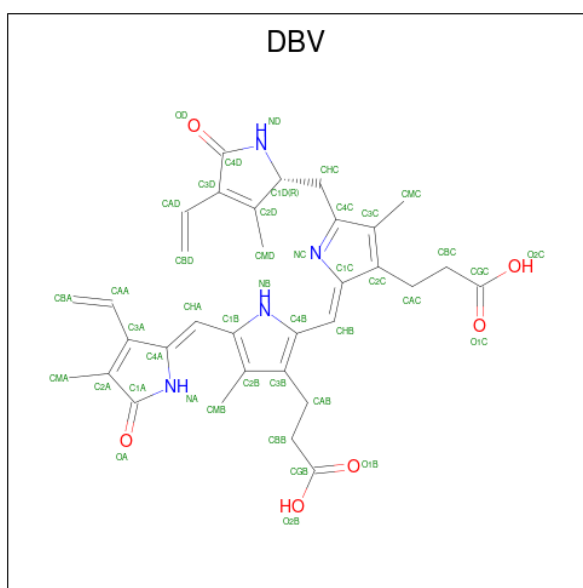 DBV
OD
O
H
N
ND
C4D
C3D
C1D(R)
CHC
CAD
C2D
CBD
CMD
C4C
C3C
CMC
N
NC
C1C
C2C
CBC
CGC
OH
O2C
CAC
O
O1C
NB
H
N
CBA
CAA
CHA
C1B
C4B
CHB
C3A
C4A
CMA
C2A
C1A
NH
NA
O
OA
CMB
C2B
C3B
CAB
CBB
CGB
O
O1B
HO
O2B